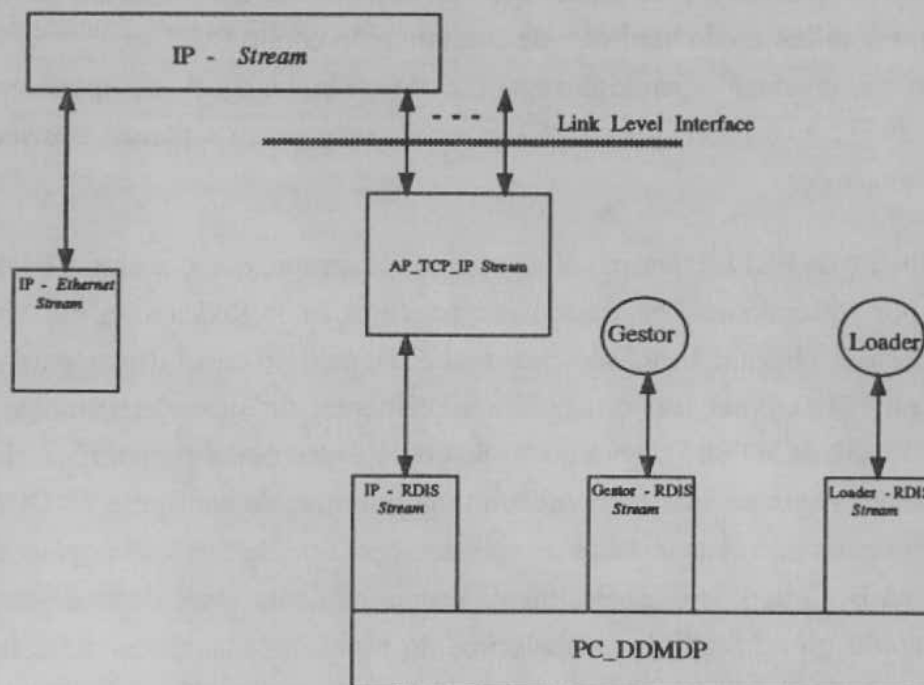 IP - Stream
Link Level Interface
AP_TCP_IP Stream
IP - Ethernet
Stream
Gestor
Loader
IP - RDIS
Stream
Gestor - RDIS
Stream
Loader - RDIS
Stream
PC_DDMDP